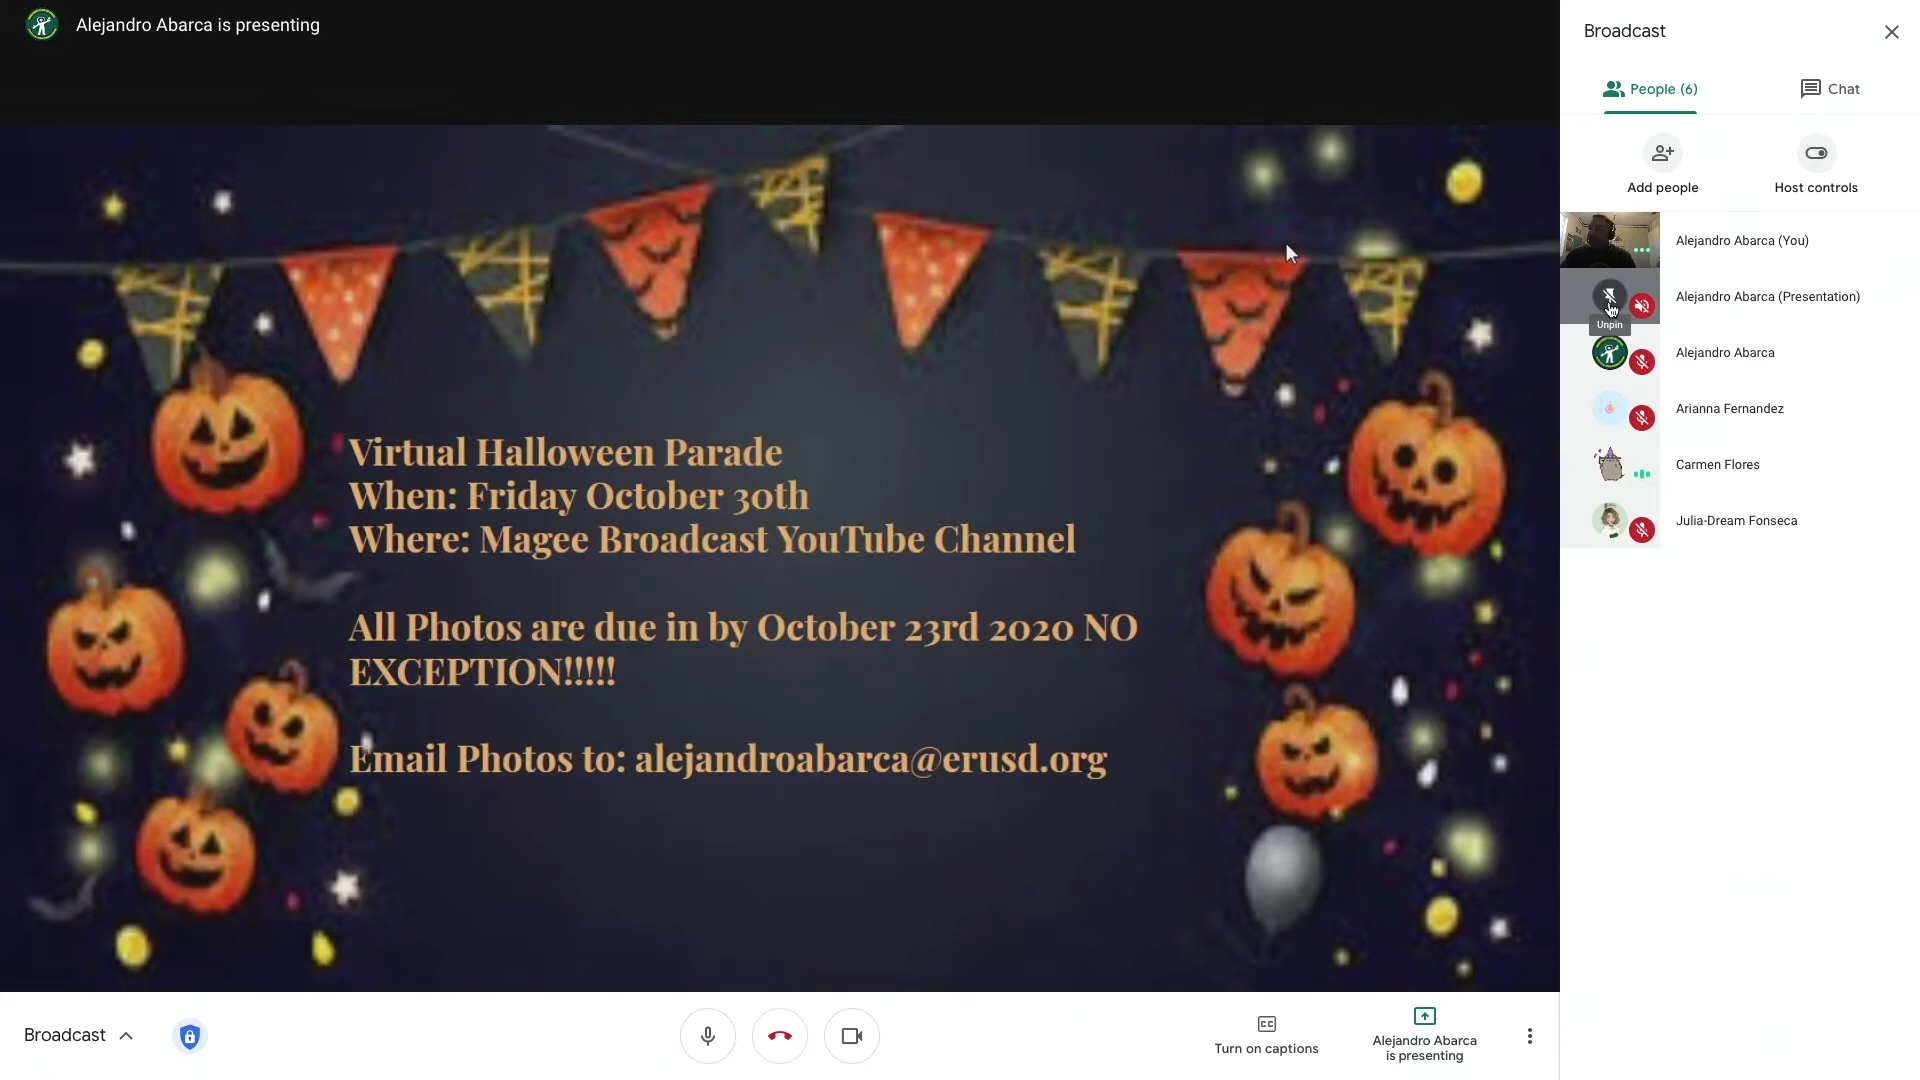 Alejandro Abarca is presenting
Virtual Halloween Parade
When: Friday October 30th
Where: Magee Broadcast YouTube Channel
All Photos are due in by October 23rd 2020 NO
EXCEPTION!!!!!
Email Photos to: alejandroabarca@erusd.org
Broadcast
Turn on captions
Alejandro Abarca
is presenting
Broadcast
People (6)
Chat
Add people
Host controls
Alejandro Abarca (You)
Alejandro Abarca (Presentation)
Unpin
Alejandro Abarca
Arianna Fernandez
Carmen Flores
Julia-Dream Fonseca